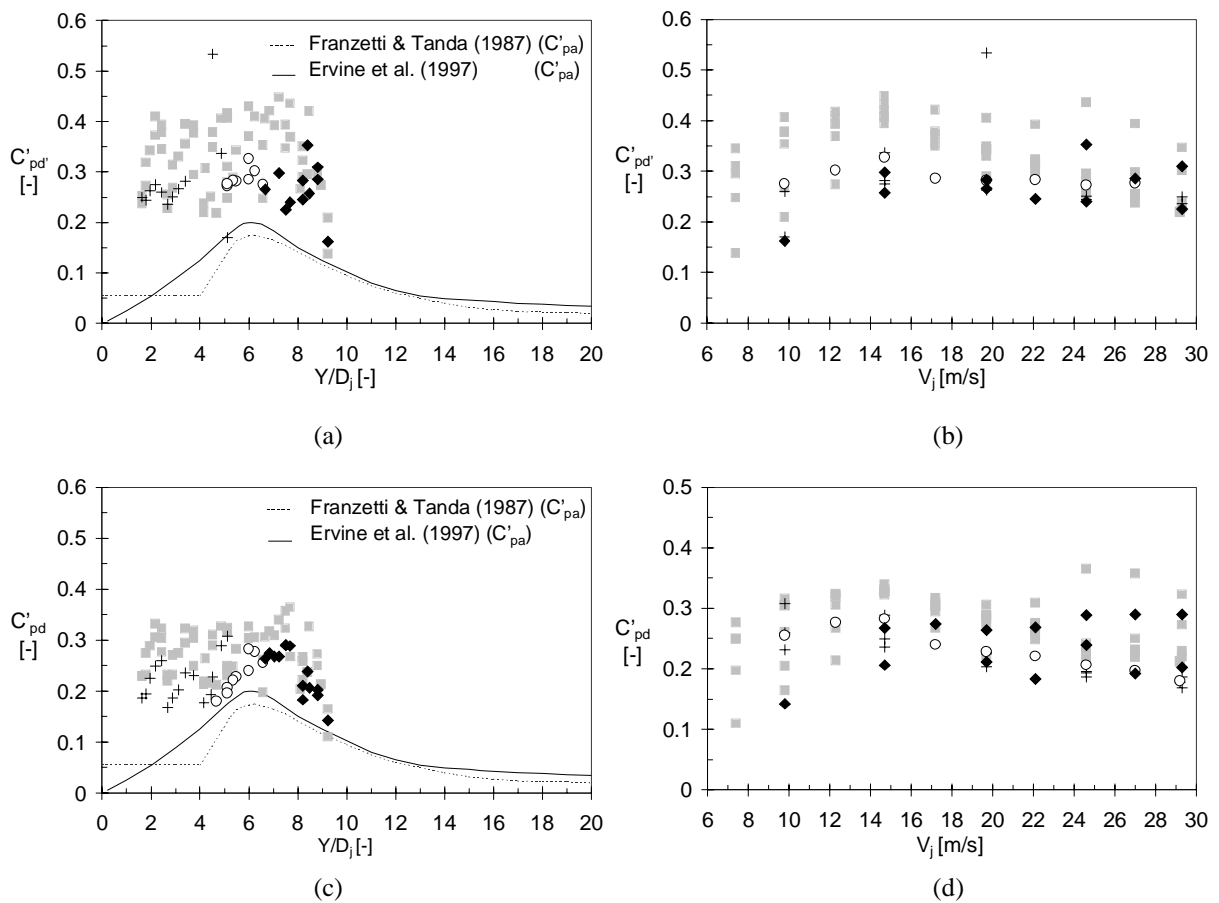 0.6
0.5
0.4
0.3
0.2
0.1
0
C'pd'
[-]
Franzetti & Tanda (1987) (C'pa)
Ervine et al. (1997) (C'pa)
0 2 4 6 8 10 12 14 16 18 20
Y/Dj [-]
(a)
0.6
0.5
0.4
0.3
0.2
0.1
0
C'pd'
[-]
6 8 10 12 14 16 18 20 22 24 26 28 30
Vj [m/s]
(b)
0.6
0.5
0.4
0.3
0.2
0.1
0
C'pd
[-]
Franzetti & Tanda (1987) (C'pa)
Ervine et al. (1997) (C'pa)
0 2 4 6 8 10 12 14 16 18 20
Y/Dj [-]
(c)
0.5
0.4
0.3
0.2
0.1
0
C'pd
[-]
6 8 10 12 14 16 18 20 22 24 26 28 30
Vj [m/s]
(d)